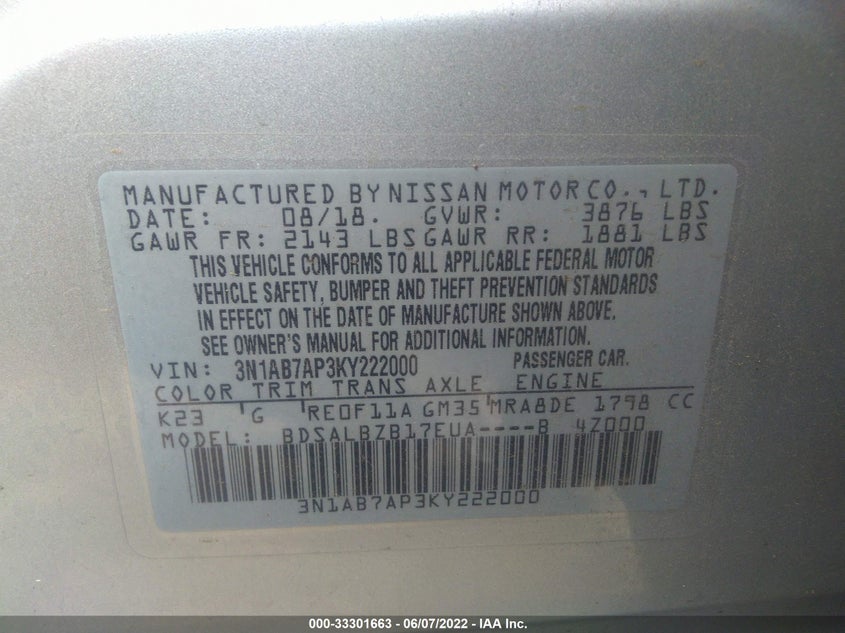 MANUFACTURED BY NISSAN MOTOR CO., LTD.
DATE: 08/18. GVWR: 3876 LBS
GAWR FR: 2143 LBS GAWR RR: 1881 LBS
THIS VEHICLE CONFORMS TO ALL APPLICABLE FEDERAL MOTOR
VEHICLE SAFETY, BUMPER AND THEFT PREVENTION STANDARDS
IN EFFECT ON THE DATE OF MANUFACTURE SHOWN ABOVE.
SEE OWNER'S MANUAL FOR ADDITIONAL INFORMATION.
VIN: 3N1AB7AP3KY222000 PASSENGER CAR.
COLOR TRIM TRANS AXLE ENGINE
K23 G RE0F11A GM35 MRA8DE 1798 CC
MODEL: BDSALBZB17EUA----B 4Z000
3N1AB7AP3KY222000
000-33301663 - 06/07/2022 - IAA Inc.